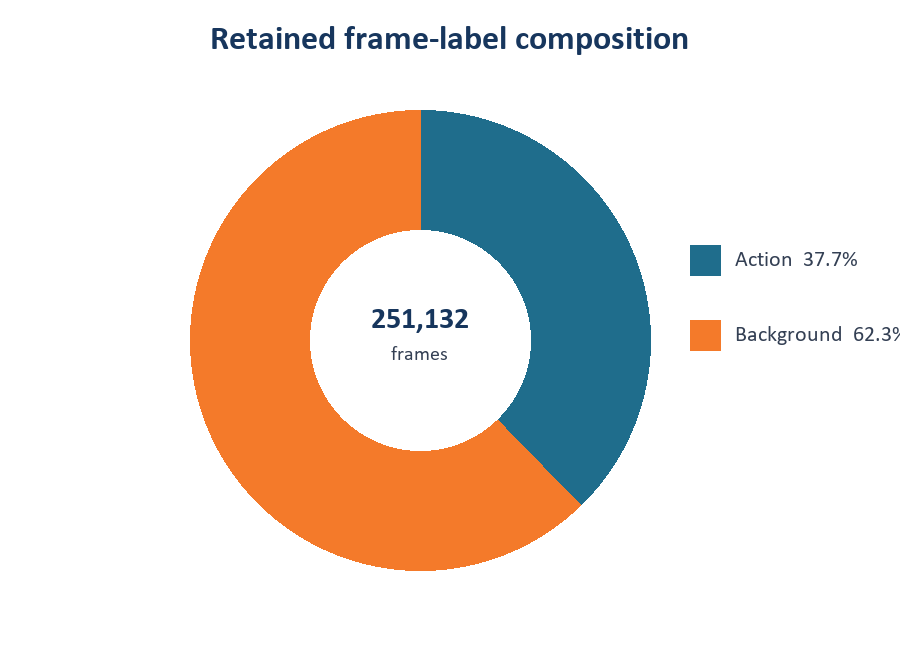 Retained frame-label composition
251,132
frames
Action 37.7%
Background 62.3%